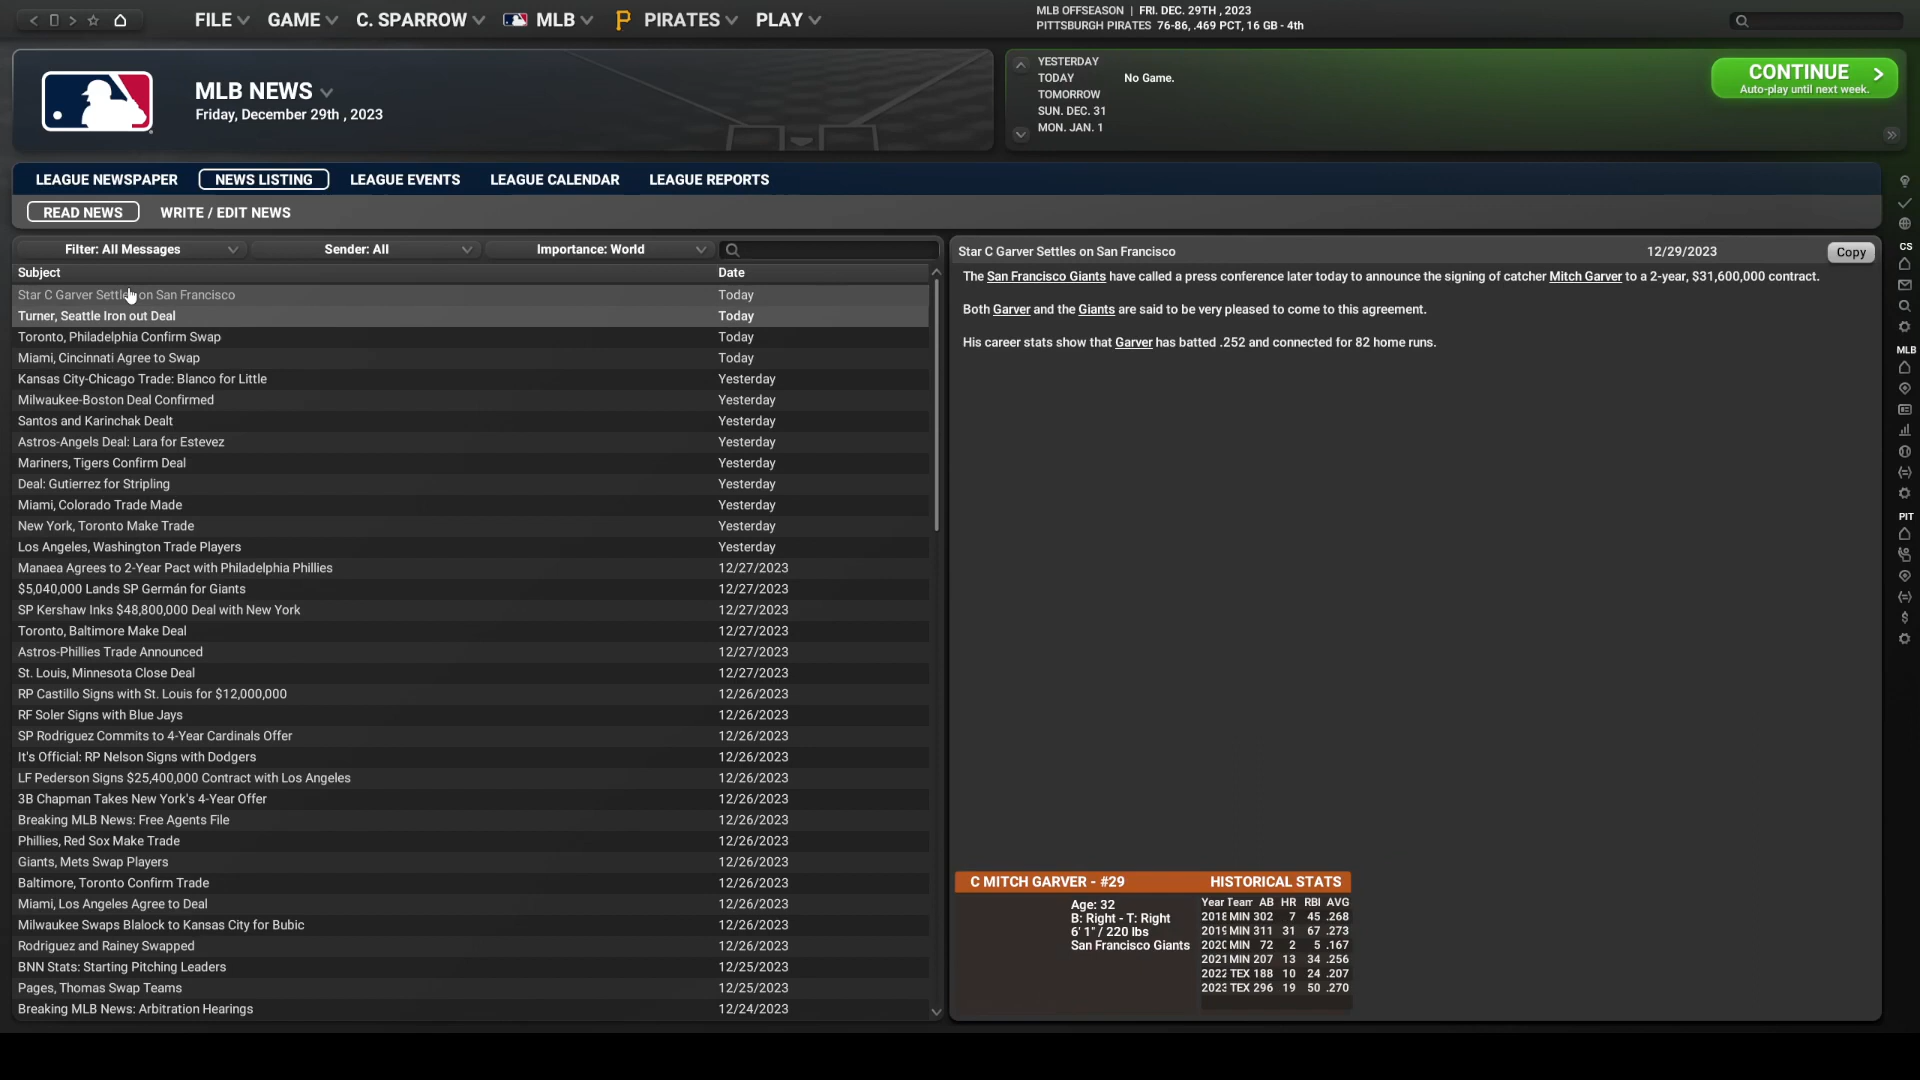 FILE GAME C. SPARROW MLB PIRATES PLAY
MLB OFFSEASON | FRI. DEC. 29TH , 2023
PITTSBURGH PIRATES 76-86, .469 PCT, 16 GB - 4th
MLB NEWS
Friday, December 29th , 2023
YESTERDAY
TODAY No Game.
TOMORROW
SUN. DEC. 31
MON. JAN. 1
CONTINUE
Auto-play until next week.
LEAGUE NEWSPAPER NEWS LISTING LEAGUE EVENTS LEAGUE CALENDAR LEAGUE REPORTS
READ NEWS WRITE / EDIT NEWS
Filter: All Messages Sender: All Importance: World
Subject Date
Star C Garver Settles on San Francisco Today
Turner, Seattle Iron out Deal Today
Toronto, Philadelphia Confirm Swap Today
Miami, Cincinnati Agree to Swap Today
Kansas City-Chicago Trade: Blanco for Little Yesterday
Milwaukee-Boston Deal Confirmed Yesterday
Santos and Karinchak Dealt Yesterday
Astros-Angels Deal: Lara for Estevez Yesterday
Mariners, Tigers Confirm Deal Yesterday
Deal: Gutierrez for Stripling Yesterday
Miami, Colorado Trade Made Yesterday
New York, Toronto Make Trade Yesterday
Los Angeles, Washington Trade Players Yesterday
Manaea Agrees to 2-Year Pact with Philadelphia Phillies 12/27/2023
$5,040,000 Lands SP Germán for Giants 12/27/2023
SP Kershaw Inks $48,800,000 Deal with New York 12/27/2023
Toronto, Baltimore Make Deal 12/27/2023
Astros-Phillies Trade Announced 12/27/2023
St. Louis, Minnesota Close Deal 12/27/2023
RP Castillo Signs with St. Louis for $12,000,000 12/26/2023
RF Soler Signs with Blue Jays 12/26/2023
SP Rodriguez Commits to 4-Year Cardinals Offer 12/26/2023
It's Official: RP Nelson Signs with Dodgers 12/26/2023
LF Pederson Signs $25,400,000 Contract with Los Angeles 12/26/2023
3B Chapman Takes New York's 4-Year Offer 12/26/2023
Breaking MLB News: Free Agents File 12/26/2023
Phillies, Red Sox Make Trade 12/26/2023
Giants, Mets Swap Players 12/26/2023
Baltimore, Toronto Confirm Trade 12/26/2023
Miami, Los Angeles Agree to Deal 12/26/2023
Milwaukee Swaps Blalock to Kansas City for Bubic 12/26/2023
Rodriguez and Rainey Swapped 12/26/2023
BNN Stats: Starting Pitching Leaders 12/25/2023
Pages, Thomas Swap Teams 12/25/2023
Breaking MLB News: Arbitration Hearings 12/24/2023
Star C Garver Settles on San Francisco 12/29/2023 Copy
The San Francisco Giants have called a press conference later today to announce the signing of catcher Mitch Garver to a 2-year, $31,600,000 contract.
Both Garver and the Giants are said to be very pleased to come to this agreement.
His career stats show that Garver has batted .252 and connected for 82 home runs.
C MITCH GARVER - #29 HISTORICAL STATS
Age: 32
B: Right - T: Right
6' 1" / 220 lbs
San Francisco Giants
Year Team AB HR RBI AVG
2018 MIN 302 7 45 .268
2019 MIN 311 31 67 .273
2020 MIN 72 2 5 .167
2021 MIN 207 13 34 .256
2022 TEX 188 10 24 .207
2023 TEX 296 19 50 .270
CS
MLB
PIT